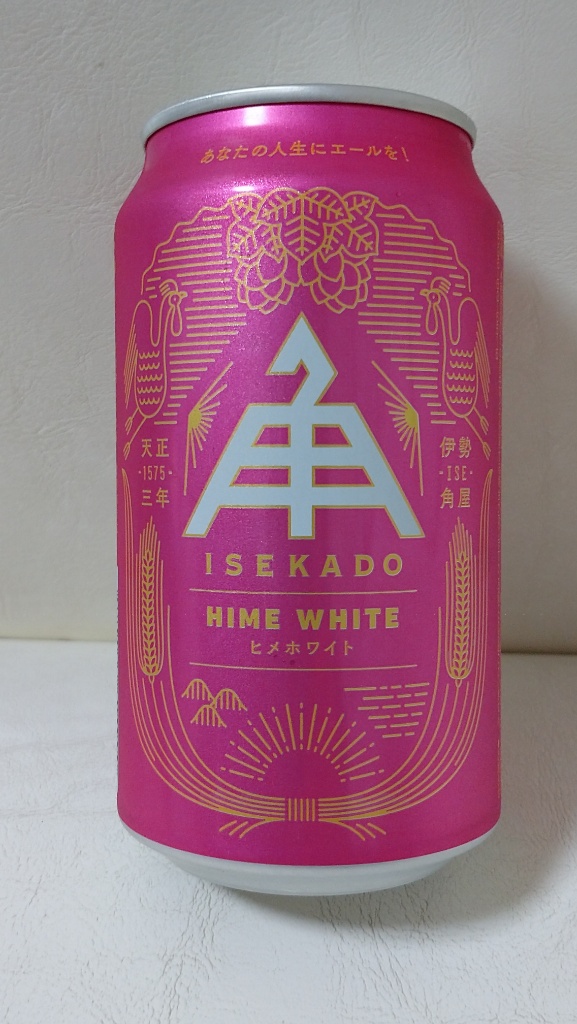 あなたの人生にエールを!
角
天正
-1575-
三年
伊勢
-ISE-
角屋
ISEKADO
HIME WHITE
ヒメホワイト